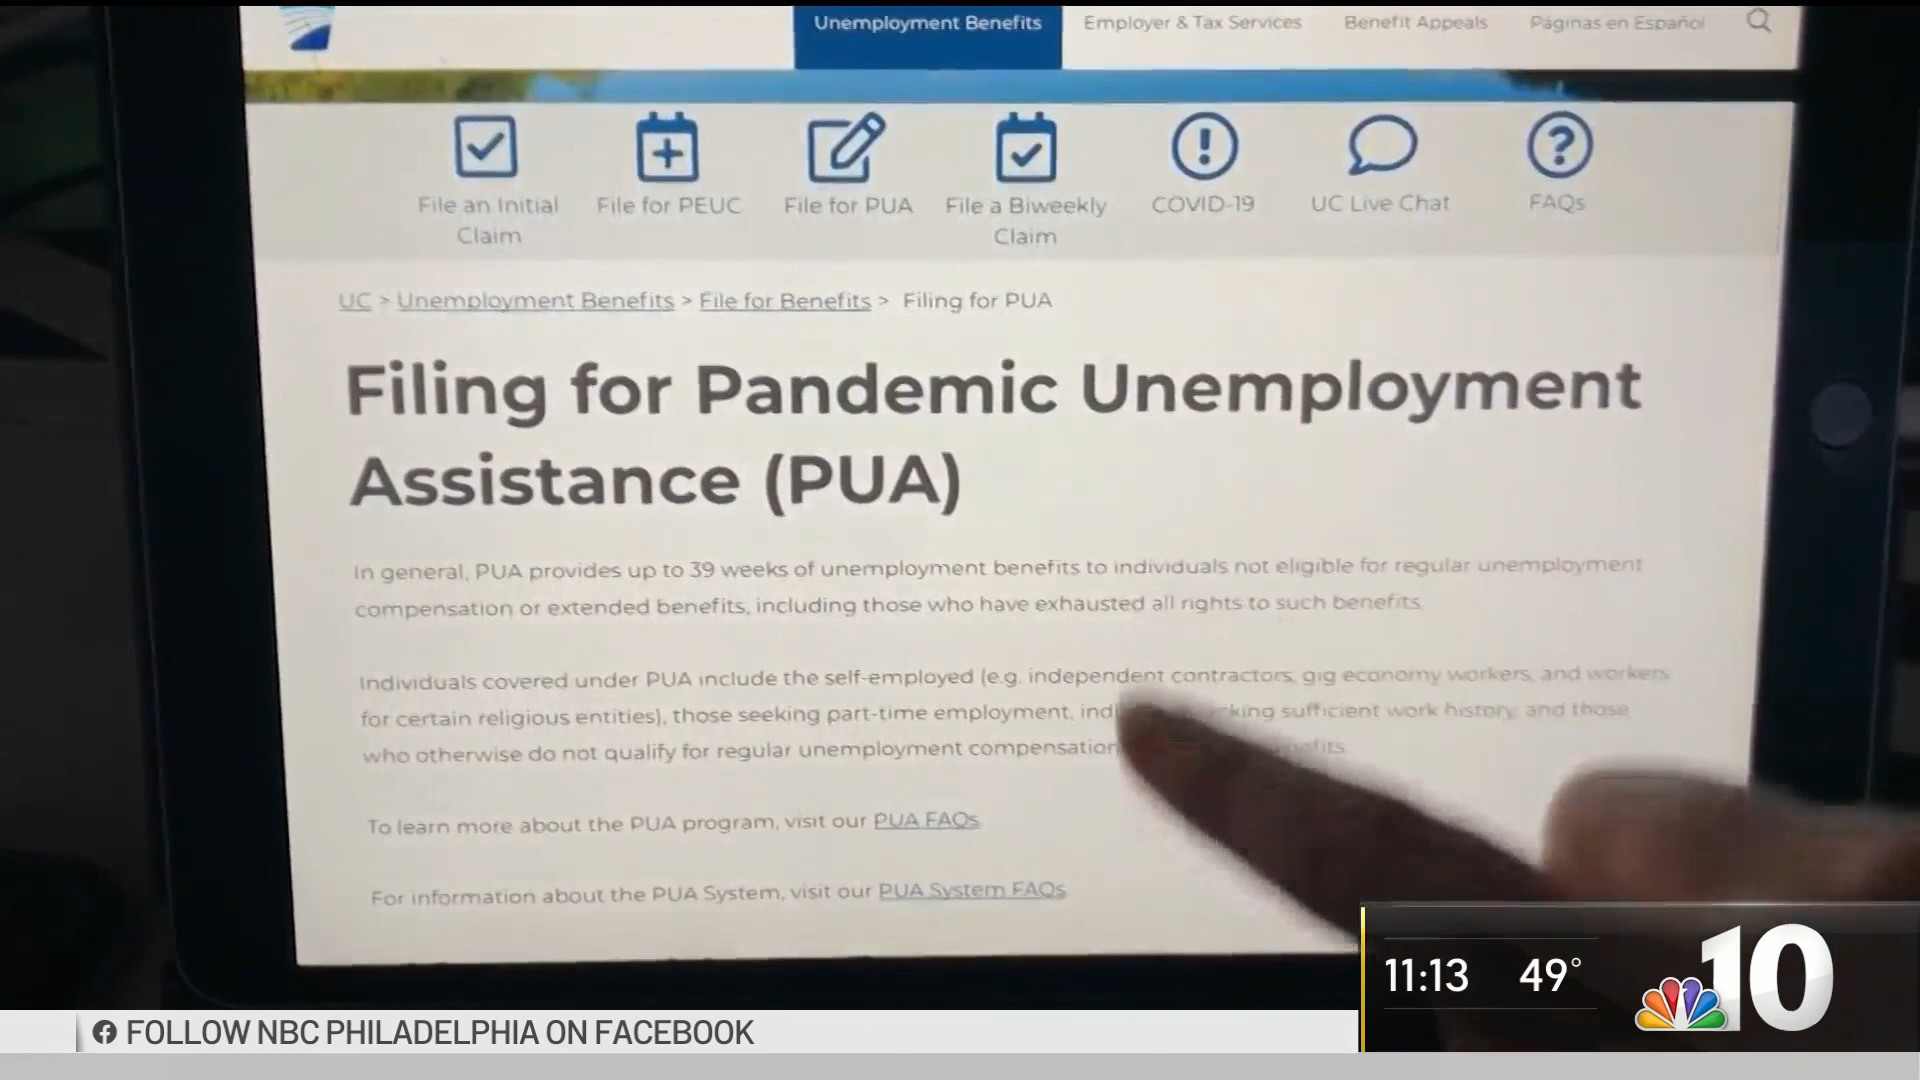 Unemployment Benefits Employer & Tax Services Benefit Appeals Páginas en Español
File an Initial Claim
File for PEUC
File for PUA
File a Biweekly Claim
COVID-19
UC Live Chat
FAQs
UC > Unemployment Benefits > File for Benefits > Filing for PUA
Filing for Pandemic Unemployment
Assistance (PUA)
In general, PUA provides up to 39 weeks of unemployment benefits to individuals not eligible for regular unemployment
compensation or extended benefits, including those who have exhausted all rights to such benefits.
Individuals covered under PUA include the self-employed (e.g. independent contractors, gig economy workers, and workers
for certain religious entities), those seeking part-time employment, sufficient work history, and those
who otherwise do not qualify for regular unemployment compensation
To learn more about the PUA program, visit our PUA FAQs.
For information about the PUA System, visit our PUA System FAQs
11:13 49°
10
FOLLOW NBC PHILADELPHIA ON FACEBOOK